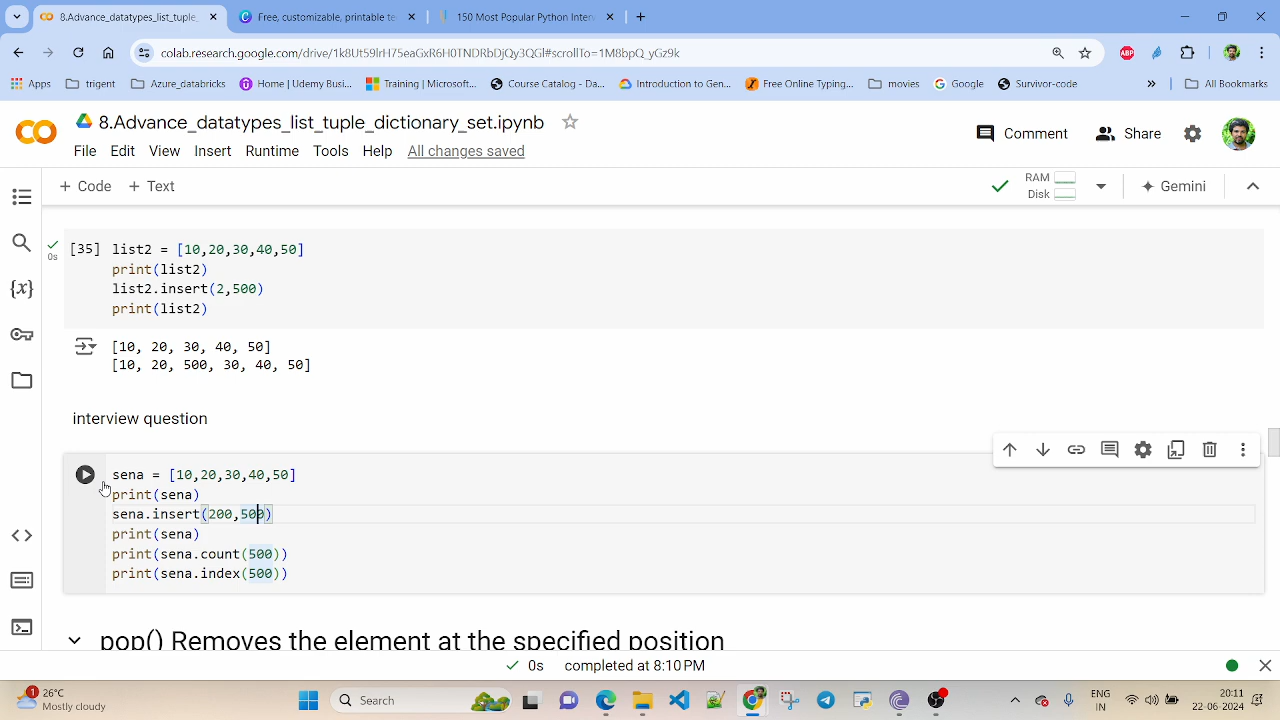 8.Advance_datatypes_list_tuple_
Free, customizable, printable te
150 Most Popular Python Interv
colab.research.google.com/drive/1k8Ut59lrH75eaGxR6H0TNDRbDjQy3QGl#scrollTo=1M8bpQ_yGz9k
ABP
Apps trigent Azure databricks Home | Udemy Busi... Training | Microsoft... Course Catalog - Da... Introduction to Gen... Free Online Typing... movies Google Survivor-code » All Bookmarks
CO 8.Advance_datatypes_list_tuple_dictionary_set.ipynb
Comment Share
File Edit View Insert Runtime Tools Help All changes saved
+ Code + Text RAM Disk Gemini
[35] list2 = [10,20,30,40,50]
0s print(list2)
list2.insert(2,500)
print(list2)
{x}
[10, 20, 30, 40, 50]
[10, 20, 500, 30, 40, 50]
interview question
sena = [10,20,30,40,50]
print(sena)
sena.insert(200,500)
print(sena)
print(sena.count(500))
print(sena.index(500))
pop() Removes the element at the specified position
0s completed at 8:10 PM
1 26°C
Mostly cloudy
Search
ENG
IN
20:11
22-06-2024